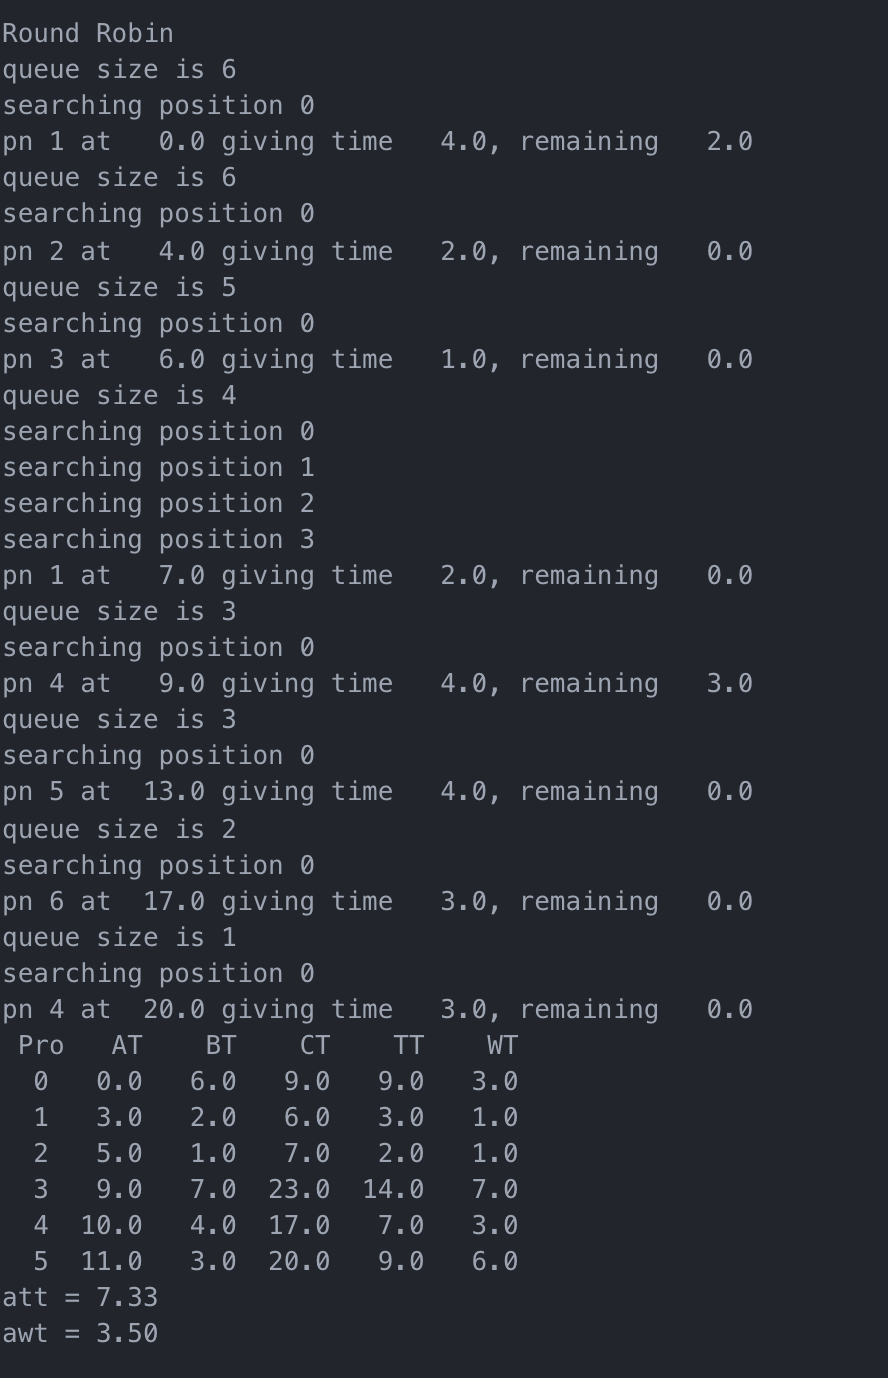 Round Robin
queue size is 6
searching position 0
pn 1 at   0.0 giving time   4.0, remaining   2.0
queue size is 6
searching position 0
pn 2 at   4.0 giving time   2.0, remaining   0.0
queue size is 5
searching position 0
pn 3 at   6.0 giving time   1.0, remaining   0.0
queue size is 4
searching position 0
searching position 1
searching position 2
searching position 3
pn 1 at   7.0 giving time   2.0, remaining   0.0
queue size is 3
searching position 0
pn 4 at   9.0 giving time   4.0, remaining   3.0
queue size is 3
searching position 0
pn 5 at  13.0 giving time   4.0, remaining   0.0
queue size is 2
searching position 0
pn 6 at  17.0 giving time   3.0, remaining   0.0
queue size is 1
searching position 0
pn 4 at  20.0 giving time   3.0, remaining   0.0
 Pro   AT    BT    CT    TT    WT
  0   0.0   6.0   9.0   9.0   3.0
  1   3.0   2.0   6.0   3.0   1.0
  2   5.0   1.0   7.0   2.0   1.0
  3   9.0   7.0  23.0  14.0   7.0
  4  10.0   4.0  17.0   7.0   3.0
  5  11.0   3.0  20.0   9.0   6.0
att = 7.33
awt = 3.50